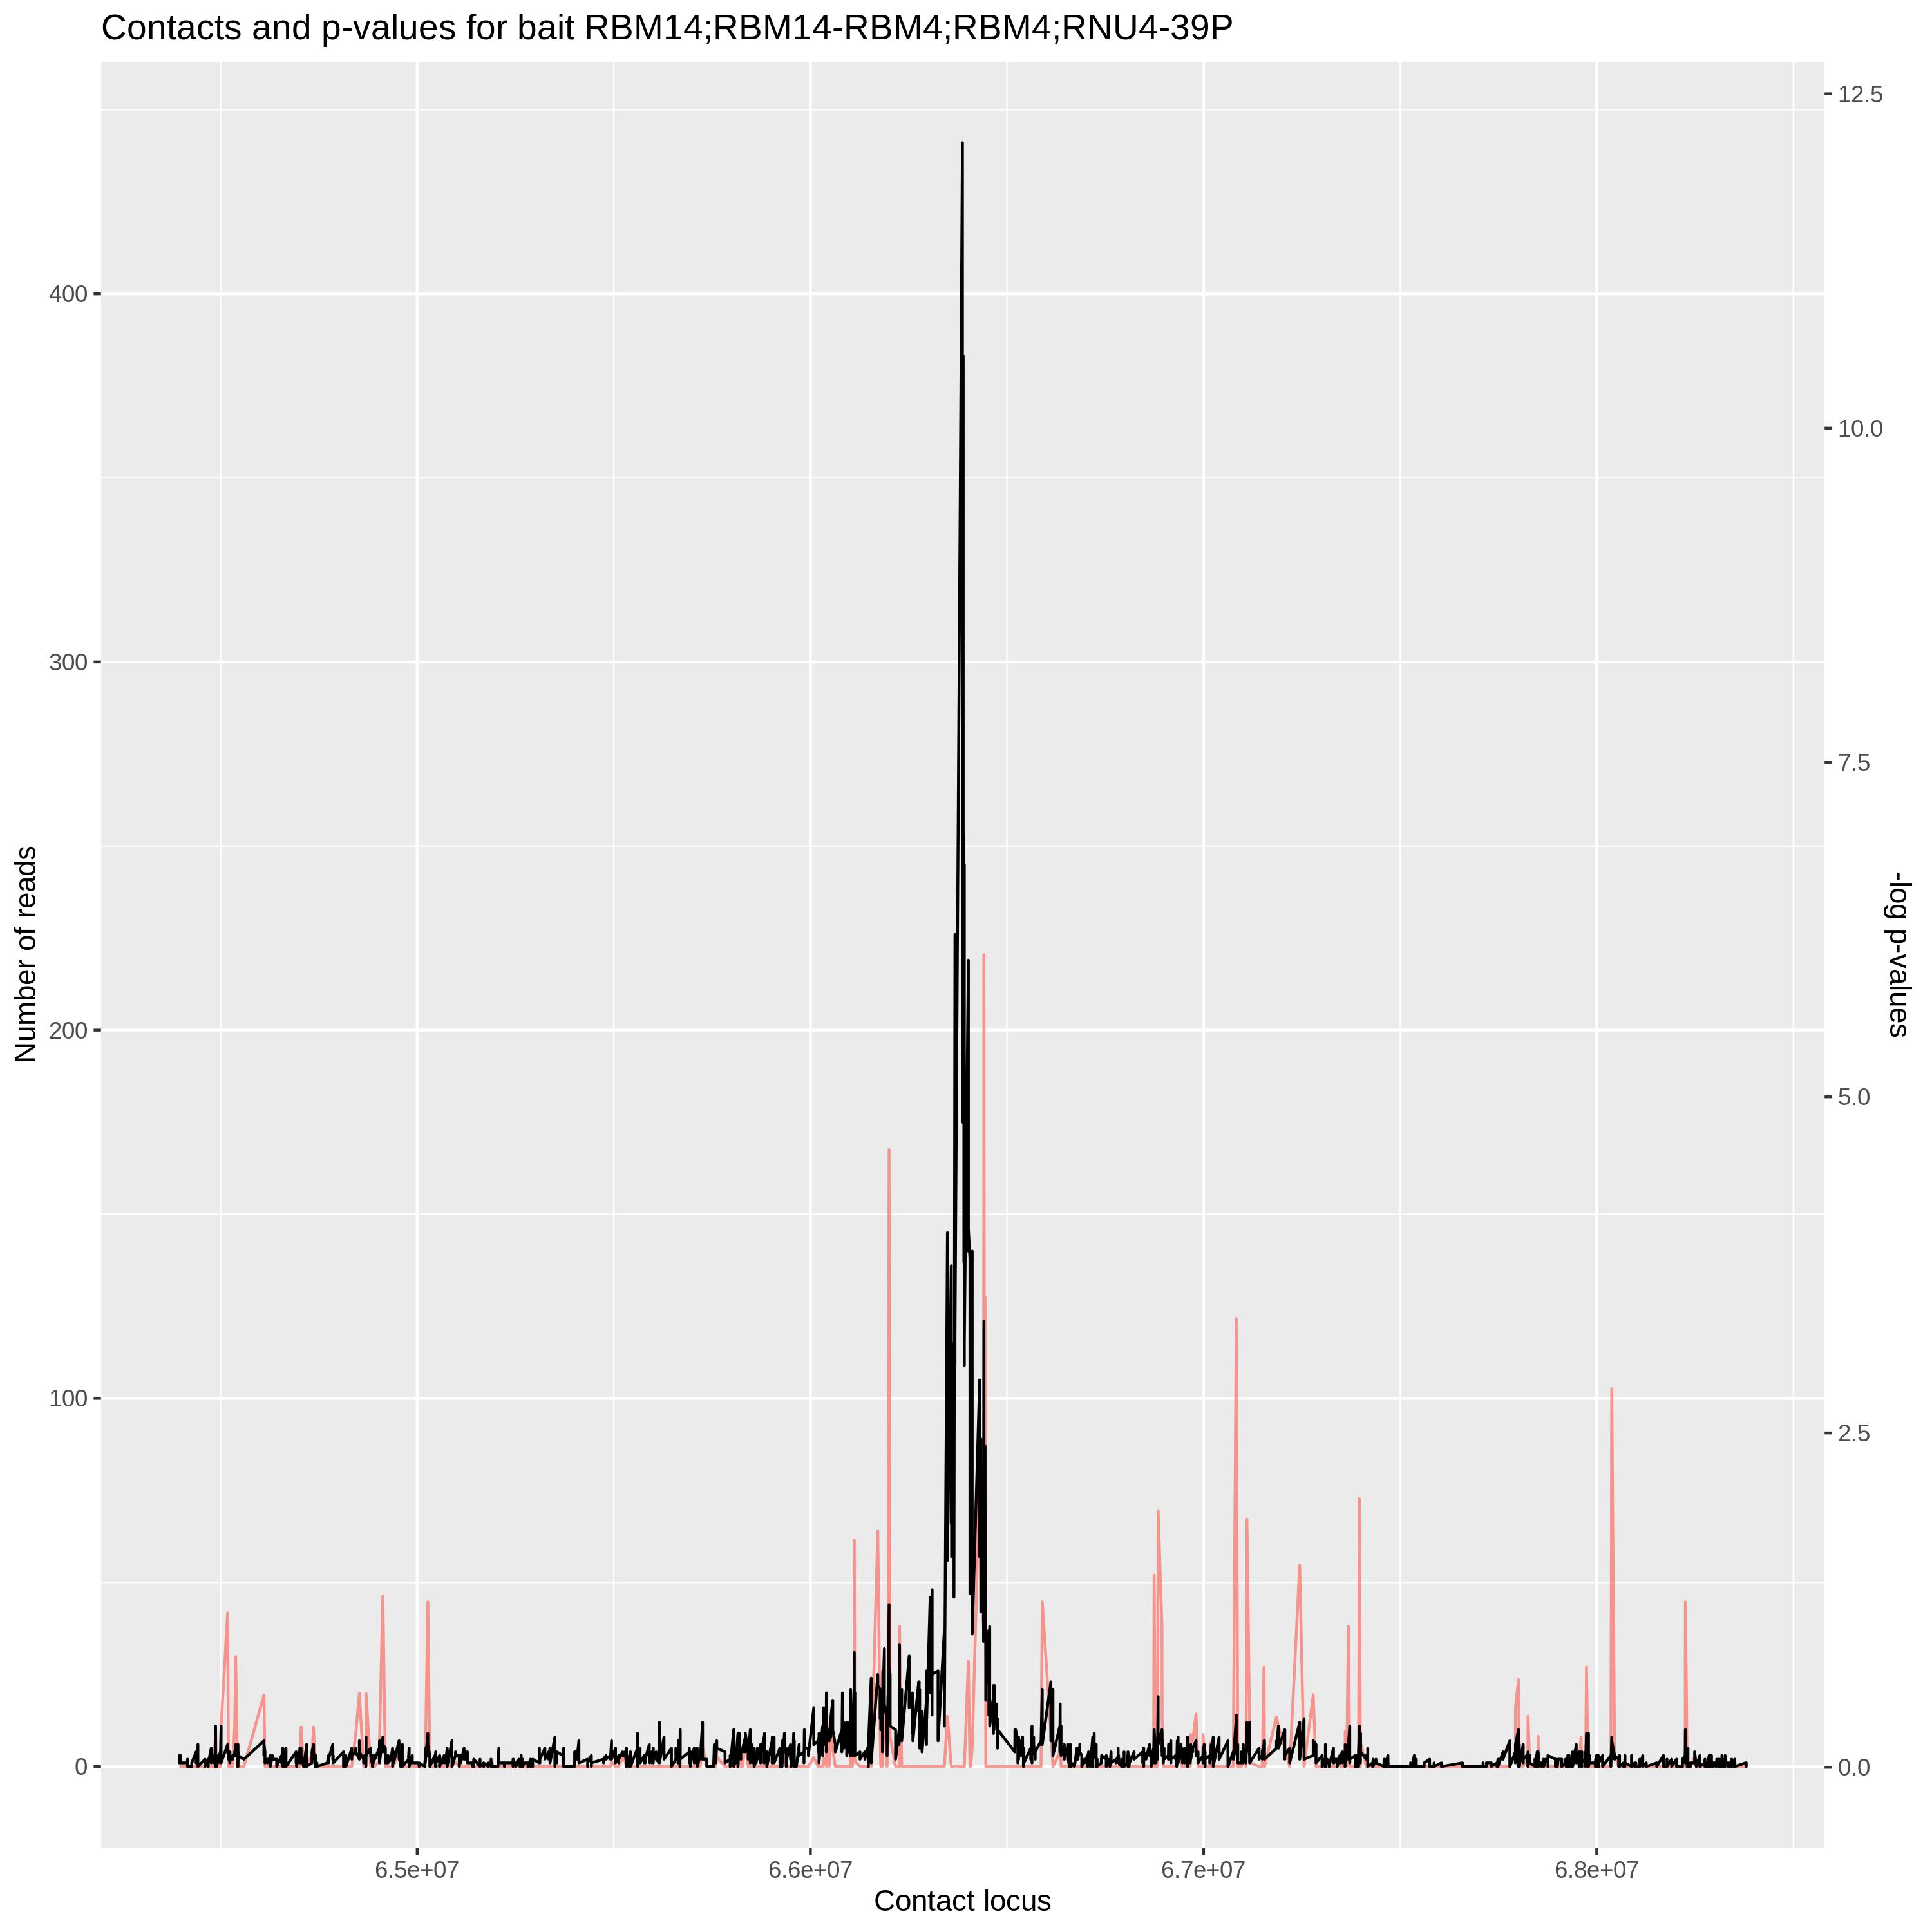 Contacts and p-values for bait RBM14;RBM14-RBM4;RBM4;RNU4-39P
Number of reads
400
300
200
100
0
12.5
10.0
7.5
5.0
2.5
0.0
-log p-values
6.5e+07
6.6e+07
6.7e+07
6.8e+07
Contact locus